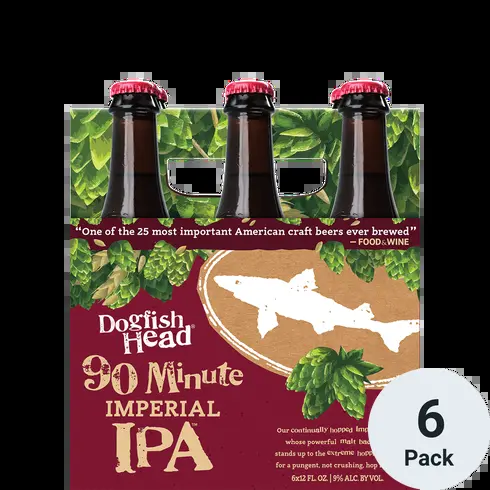 “One of the 25 most important American craft beers ever brewed”
— FOOD & WINE
Dogfish
Head®
90 Minute
IMPERIAL
IPA™
Our continually hopped
whose powerful malt
stands up to the extreme
for a pungent, not crushing, hop
6x12 FL. OZ. | 9% ALC. BY VOL.
6
Pack